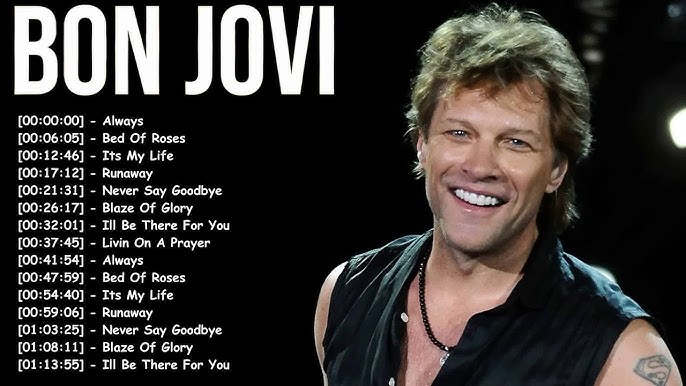 BON JOVI
[00:00:00] - Always
[00:06:05] - Bed Of Roses
[00:12:46] - Its My Life
[00:17:12] - Runaway
[00:21:31] - Never Say Goodbye
[00:26:17] - Blaze Of Glory
[00:32:01] - Ill Be There For You
[00:37:45] - Livin On A Prayer
[00:41:54] - Always
[00:47:59] - Bed Of Roses
[00:54:40] - Its My Life
[00:59:06] - Runaway
[01:03:25] - Never Say Goodbye
[01:08:11] - Blaze Of Glory
[01:13:55] - Ill Be There For You